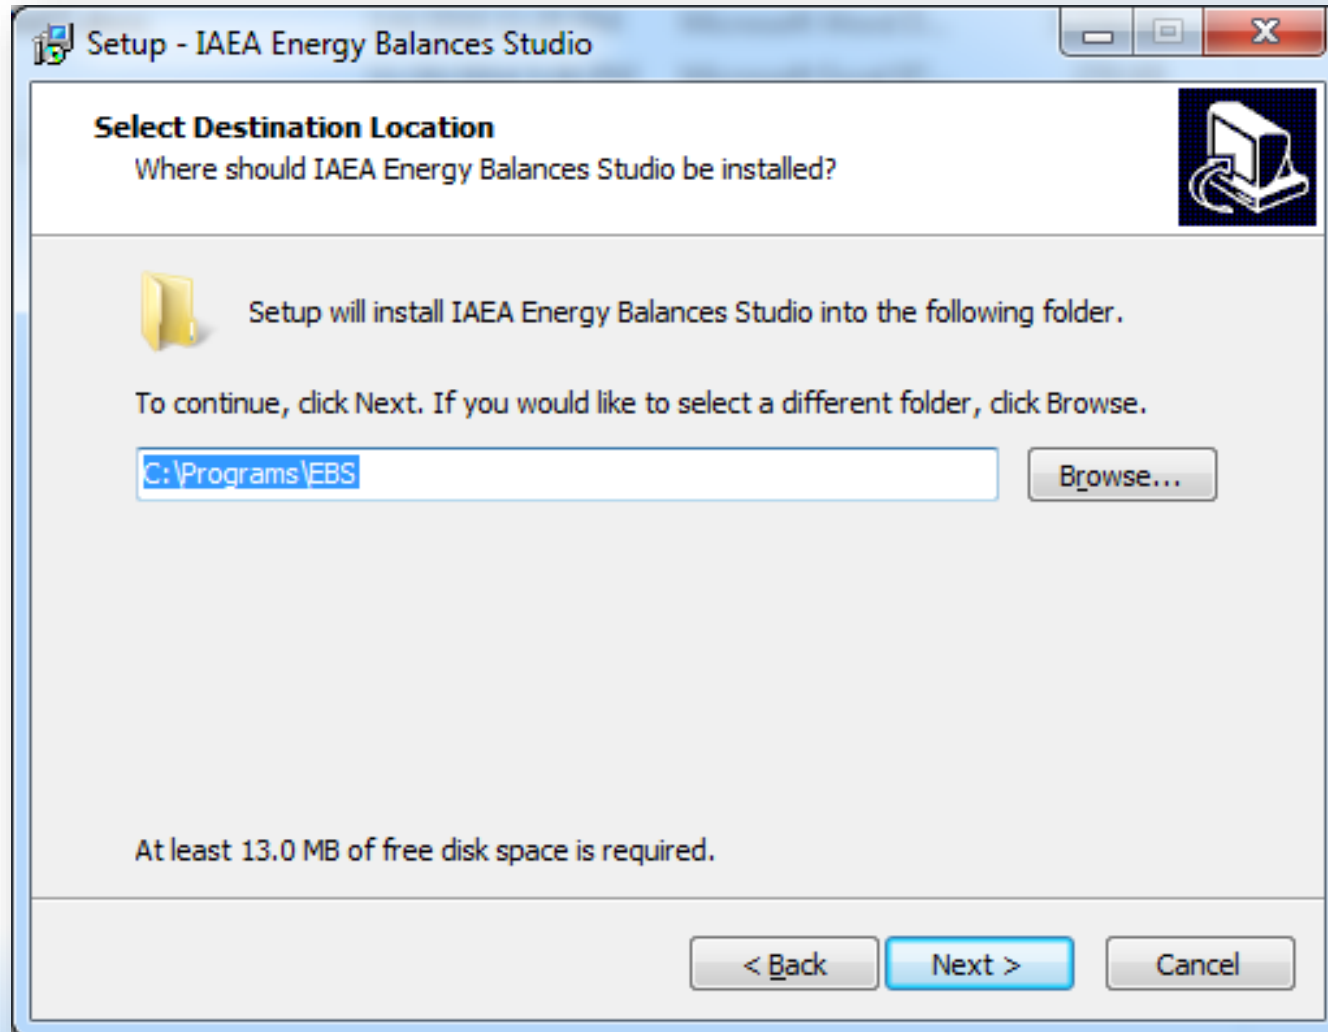 Setup - IAEA Energy Balances Studio
Select Destination Location
Where should IAEA Energy Balances Studio be installed?
Setup will install IAEA Energy Balances Studio into the following folder.
To continue, click Next. If you would like to select a different folder, click Browse.
C:\Programs\EBS
Browse...
At least 13.0 MB of free disk space is required.
< Back
Next >
Cancel